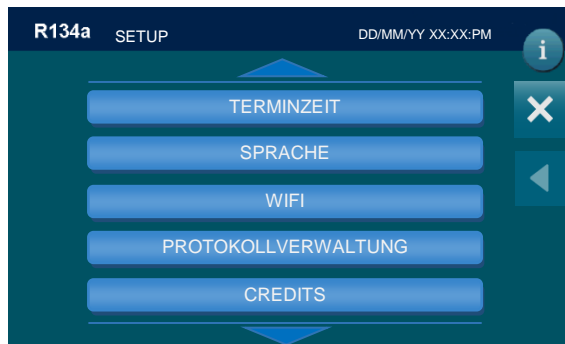 R134a SETUP DD/MM/YY XX:XX:PM
i
TERMINZEIT
SPRACHE
WIFI
PROTOKOLLVERWALTUNG
CREDITS